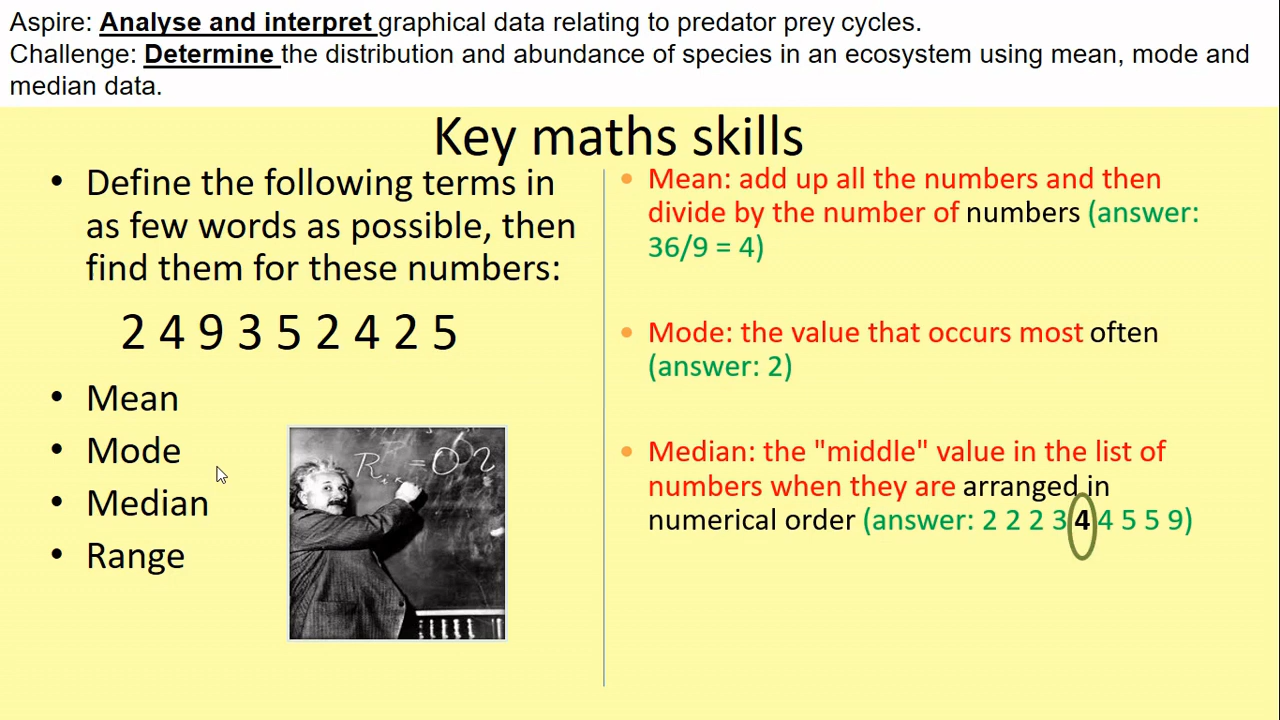 Aspire: Analyse and interpret graphical data relating to predator prey cycles.
Challenge: Determine the distribution and abundance of species in an ecosystem using mean, mode and
median data.
Key maths skills
• Define the following terms in
as few words as possible, then
find them for these numbers:
2 4 9 3 5 2 4 2 5
• Mean
• Mode
• Median
• Range
• Mean: add up all the numbers and then
divide by the number of numbers (answer:
36/9 = 4)
• Mode: the value that occurs most often
(answer: 2)
• Median: the "middle" value in the list of
numbers when they are arranged in
numerical order (answer: 2 2 2 3 4 4 5 5 9)